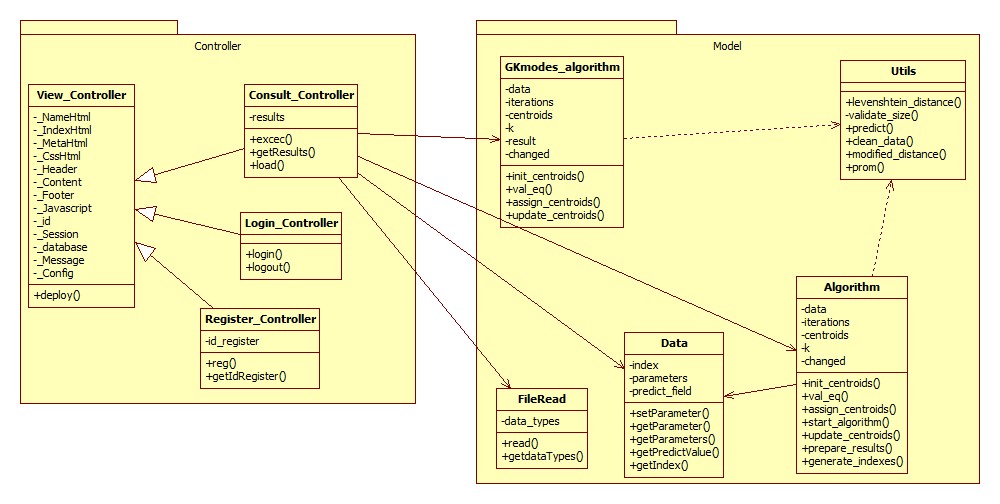 Controller
View_Controller
-_NameHtml
-_IndexHtml
-_MetaHtml
-_CssHtml
-_Header
-_Content
-_Footer
-_Javascript
-_id
-_Session
-_database
-_Message
-_Config
+deploy()
Consult_Controller
-results
+excec()
+getResults()
+load()
Login_Controller
+login()
+logout()
Register_Controller
-id_register
+reg()
+getIdRegister()
Model
GKmodes_algorithm
-data
-iterations
-centroids
-k
-result
-changed
+init_centroids()
+val_eq()
+assign_centroids()
+update_centroids()
Utils
+levenshtein_distance()
-validate_size()
+predict()
+clean_data()
+modified_distance()
+prom()
Algorithm
-data
-iterations
-centroids
-k
-changed
+init_centroids()
+val_eq()
+assign_centroids()
+start_algorithm()
+update_centroids()
+prepare_results()
+generate_indexes()
Data
-index
-parameters
-predict_field
+setParameter()
+getParameter()
+getParameters()
+getPredictValue()
+getIndex()
FileRead
-data_types
+read()
+getdataTypes()